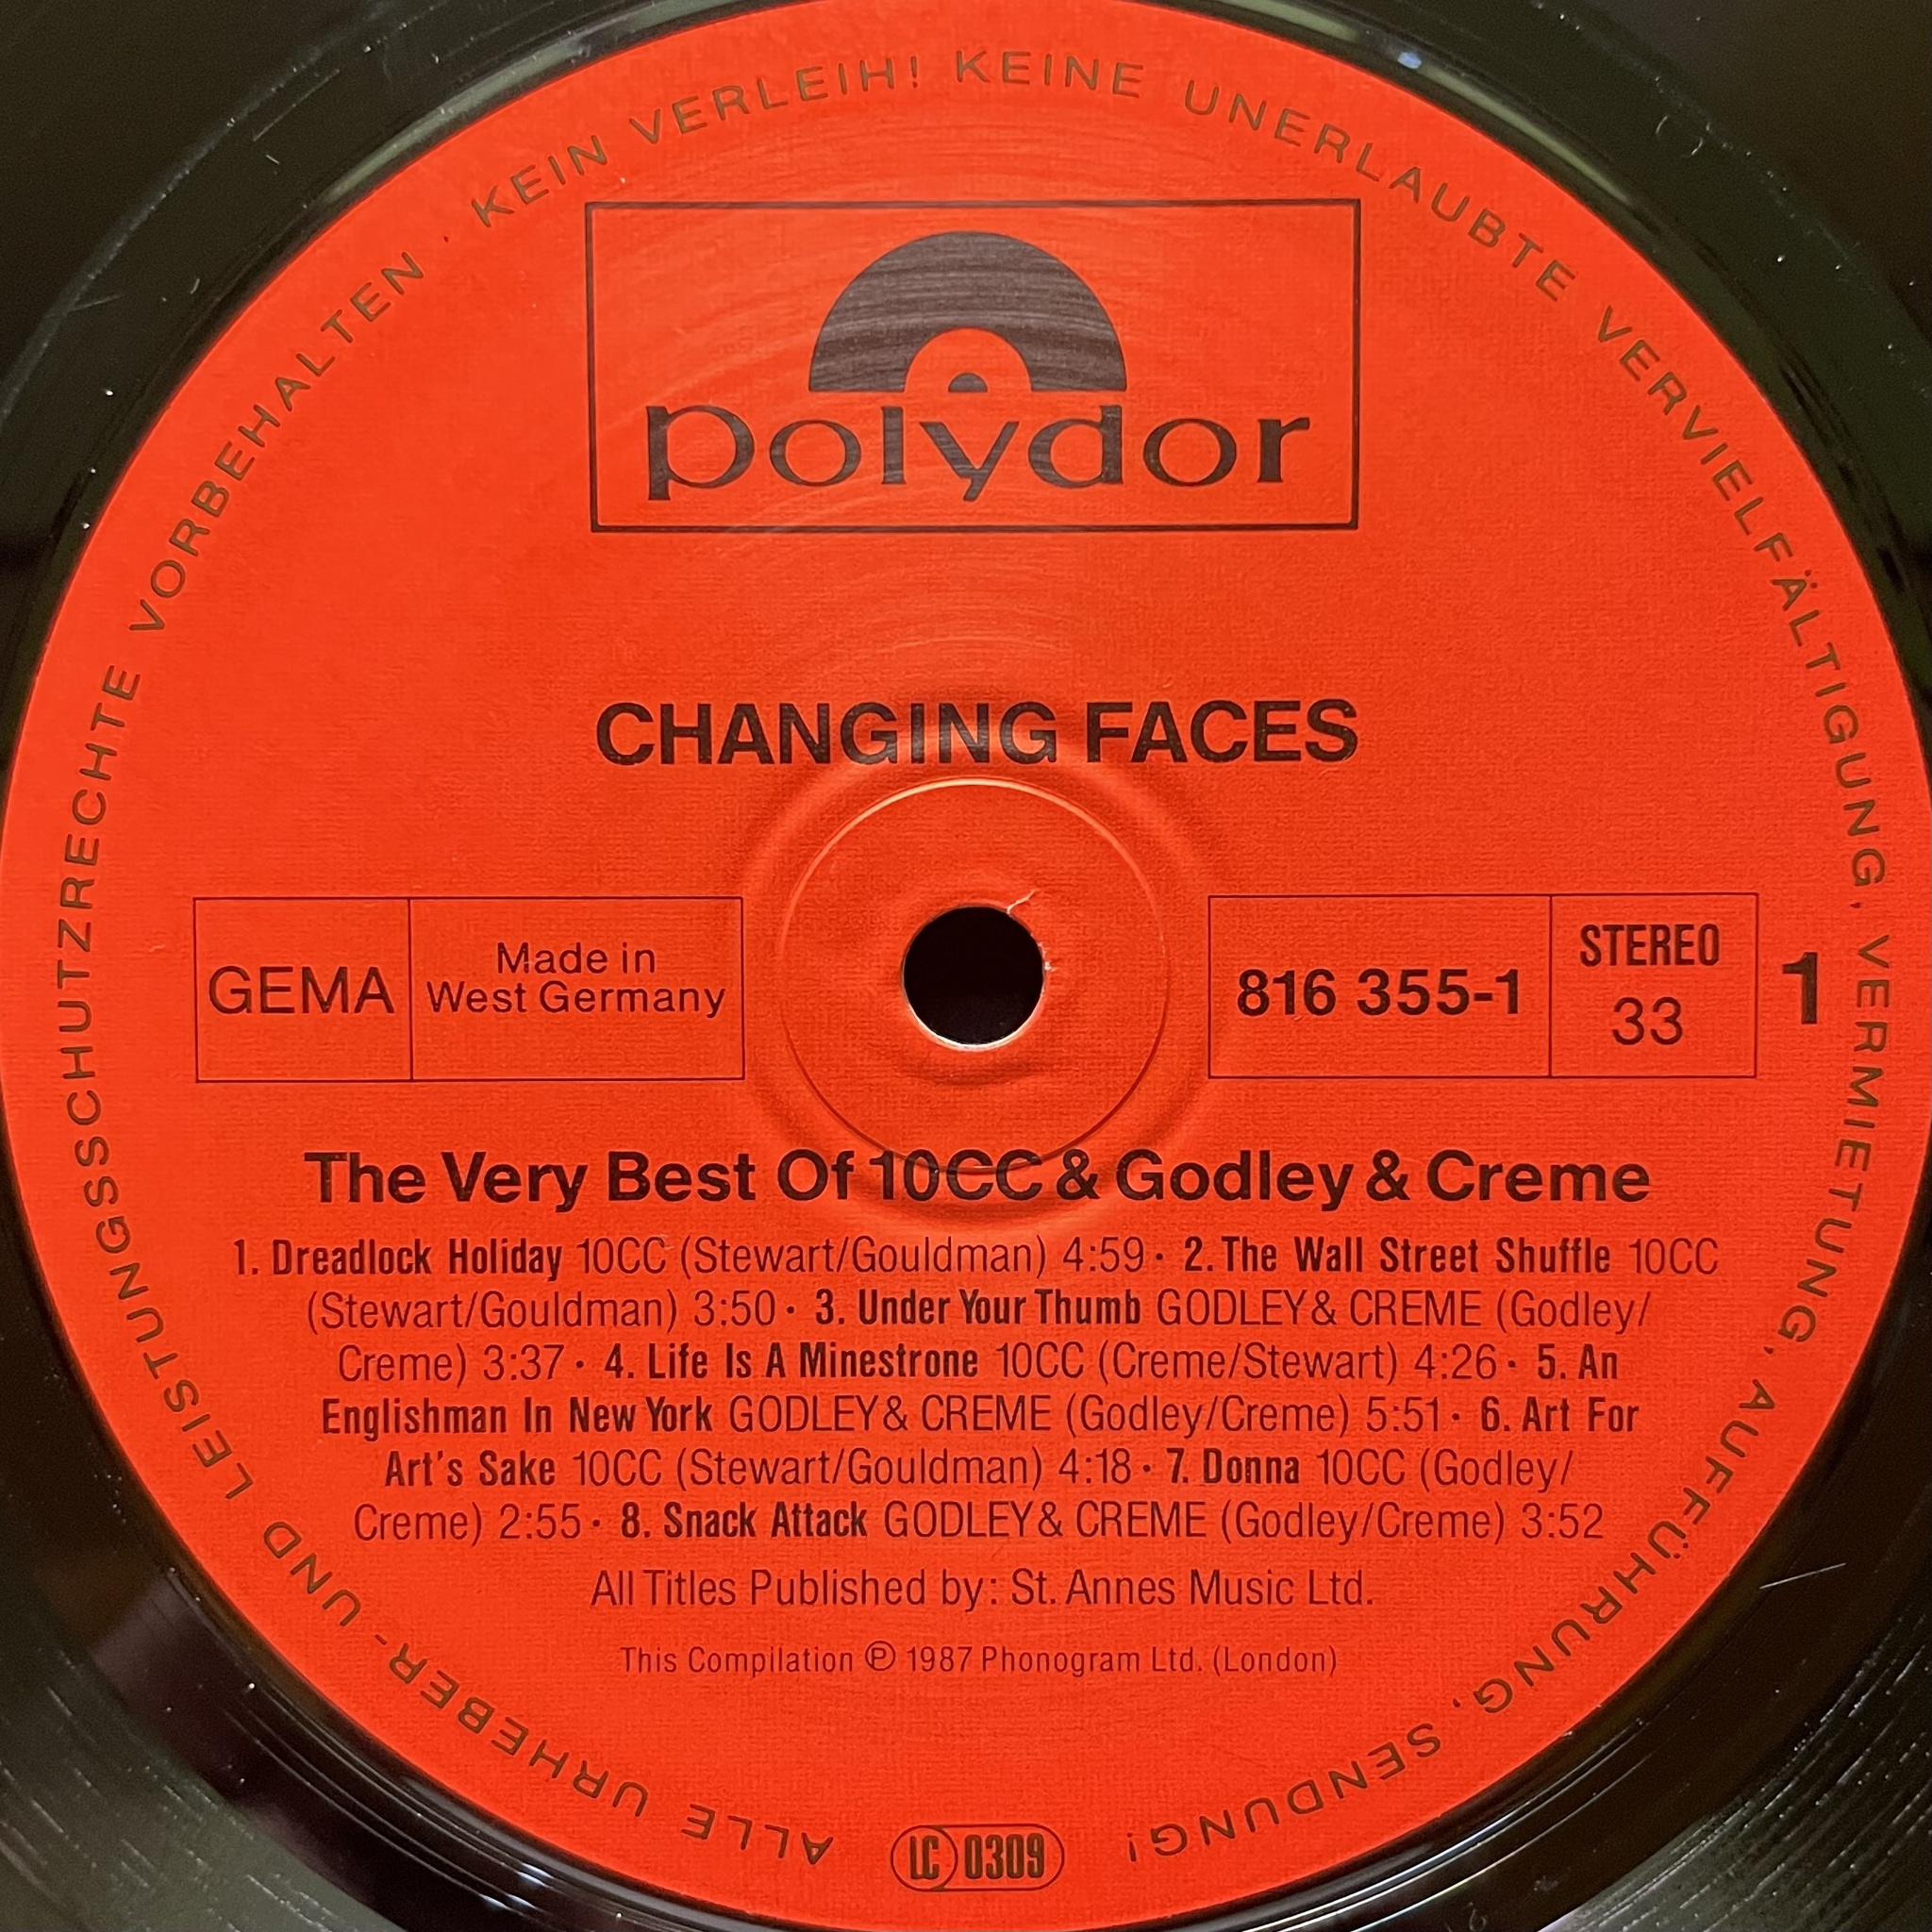 ALLE URHEBER- UND LEISTUNGSSCHUTZRECHTE VORBEHALTEN · KEIN VERLEIH! KEINE UNERLAUBTE VERVIELFÄLTIGUNG, VERMIETUNG, AUFFÜHRUNG, SENDUNG!
polydor
CHANGING FACES
GEMA
Made in
West Germany
816 355-1
STEREO
33
1
The Very Best Of 10CC & Godley & Creme
1. Dreadlock Holiday 10CC (Stewart/Gouldman) 4:59 · 2. The Wall Street Shuffle 10CC
(Stewart/Gouldman) 3:50 · 3. Under Your Thumb GODLEY & CREME (Godley/
Creme) 3:37 · 4. Life Is A Minestrone 10CC (Creme/Stewart) 4:26 · 5. An
Englishman In New York GODLEY & CREME (Godley/Creme) 5:51 · 6. Art For
Art's Sake 10CC (Stewart/Gouldman) 4:18 · 7. Donna 10CC (Godley/
Creme) 2:55 · 8. Snack Attack GODLEY & CREME (Godley/Creme) 3:52
All Titles Published by: St. Annes Music Ltd.
This Compilation ℗ 1987 Phonogram Ltd. (London)
LC 0309